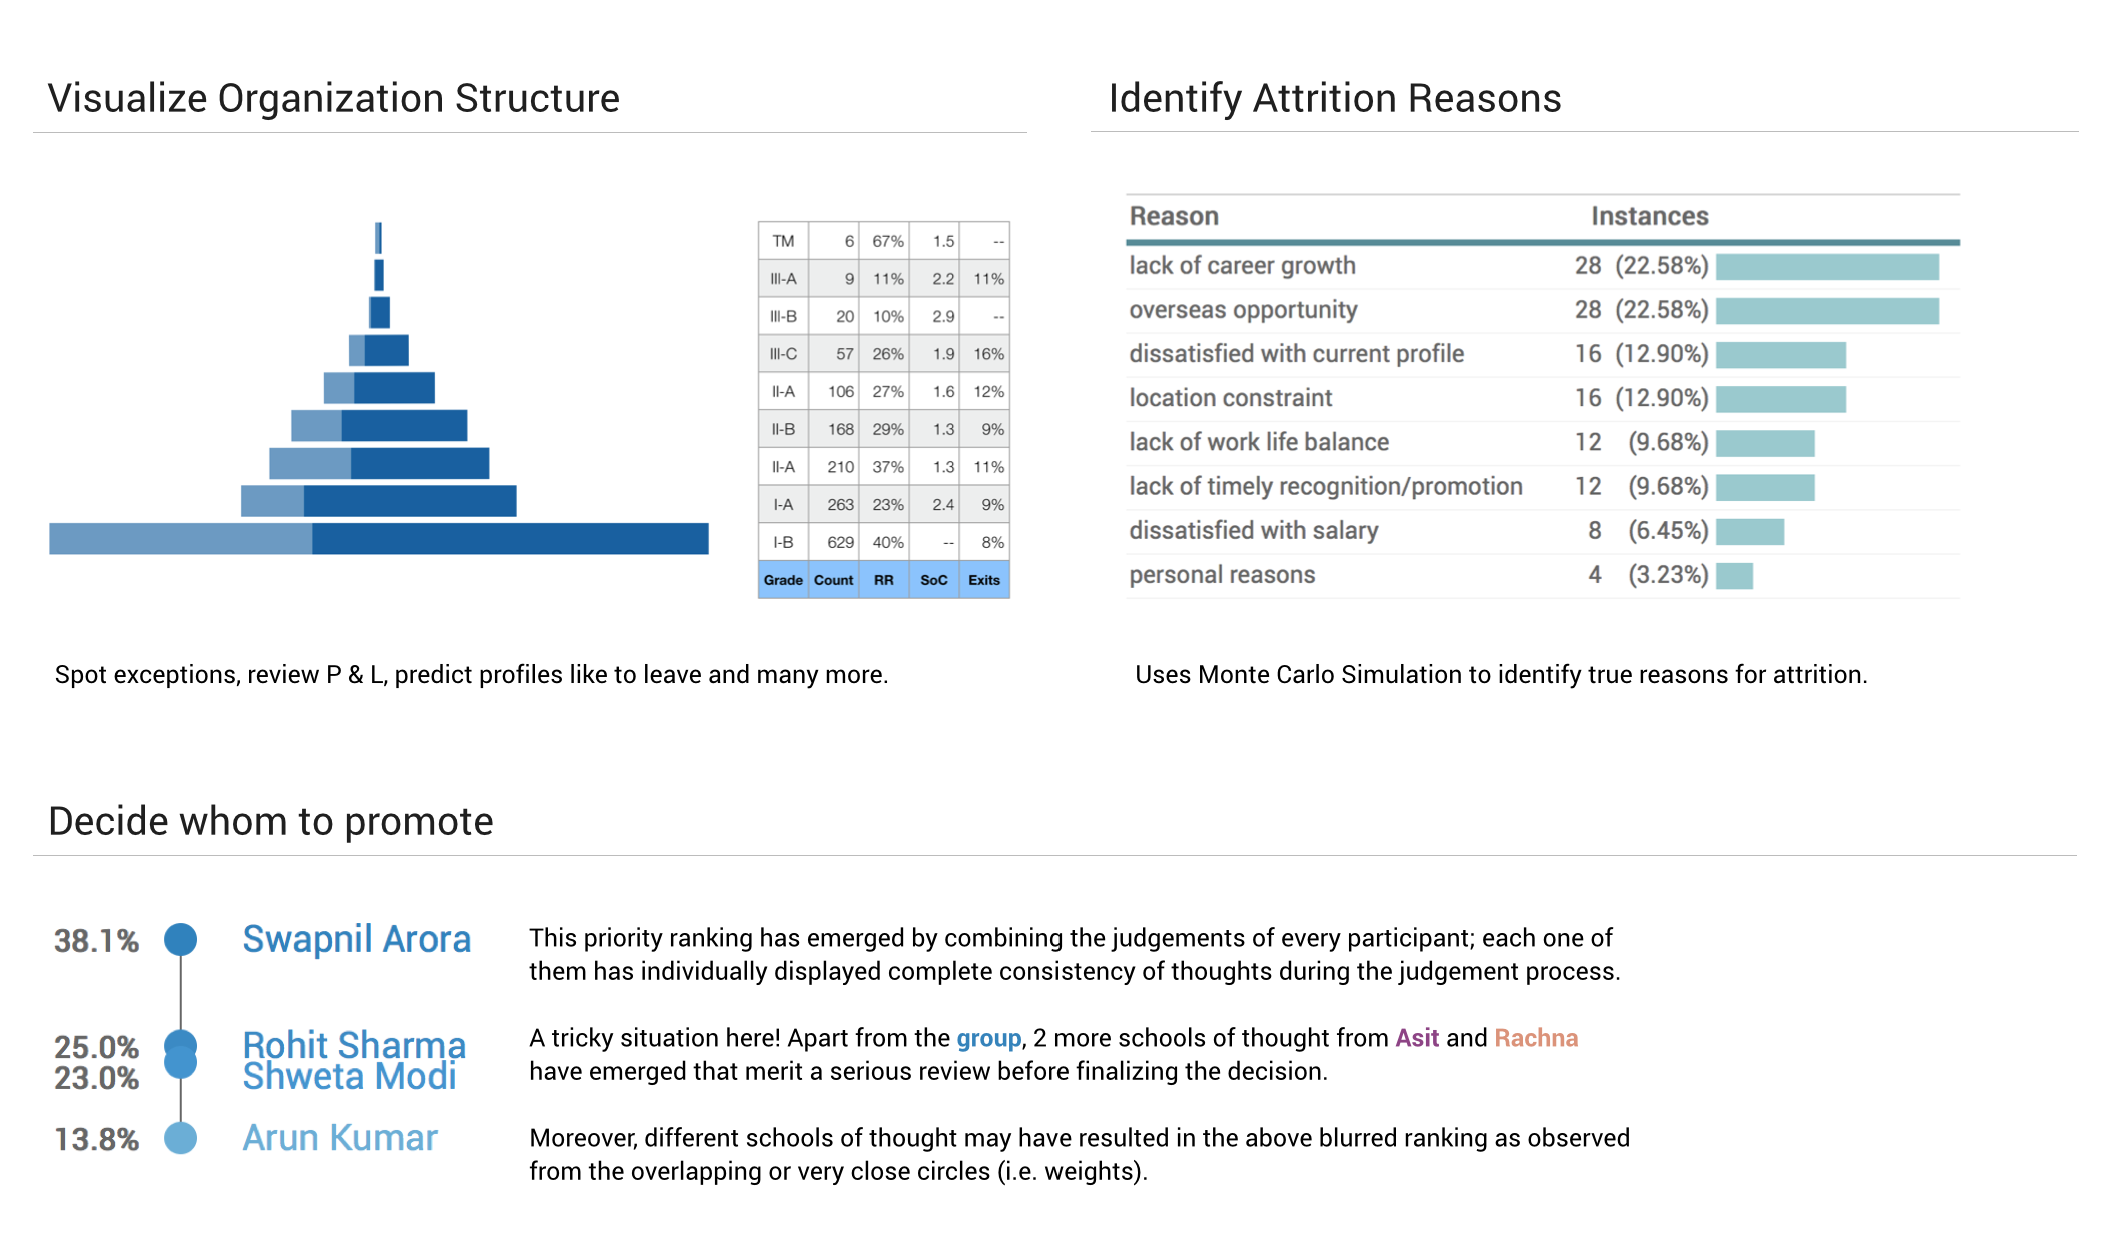 Visualize Organization Structure
TM 6 67% 1.5 --
III-A 9 11% 2.2 11%
III-B 20 10% 2.9 --
III-C 57 26% 1.9 16%
II-A 106 27% 1.6 12%
II-B 168 29% 1.3 9%
II-A 210 37% 1.3 11%
I-A 263 23% 2.4 9%
I-B 629 40% -- 8%
Grade Count RR SoC Exits
Spot exceptions, review P & L, predict profiles like to leave and many more.
Identify Attrition Reasons
Reason Instances
lack of career growth 28 (22.58%)
overseas opportunity 28 (22.58%)
dissatisfied with current profile 16 (12.90%)
location constraint 16 (12.90%)
lack of work life balance 12 (9.68%)
lack of timely recognition/promotion 12 (9.68%)
dissatisfied with salary 8 (6.45%)
personal reasons 4 (3.23%)
Uses Monte Carlo Simulation to identify true reasons for attrition.
Decide whom to promote
38.1% Swapnil Arora
25.0% Rohit Sharma
23.0% Shweta Modi
13.8% Arun Kumar
This priority ranking has emerged by combining the judgements of every participant; each one of
them has individually displayed complete consistency of thoughts during the judgement process.
A tricky situation here! Apart from the group, 2 more schools of thought from Asit and Rachna
have emerged that merit a serious review before finalizing the decision.
Moreover, different schools of thought may have resulted in the above blurred ranking as observed
from the overlapping or very close circles (i.e. weights).